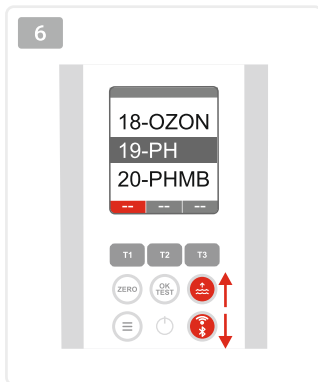 6
18-OZON
19-PH
20-PHMB
-- -- --
T1 T2 T3
ZERO OK TEST